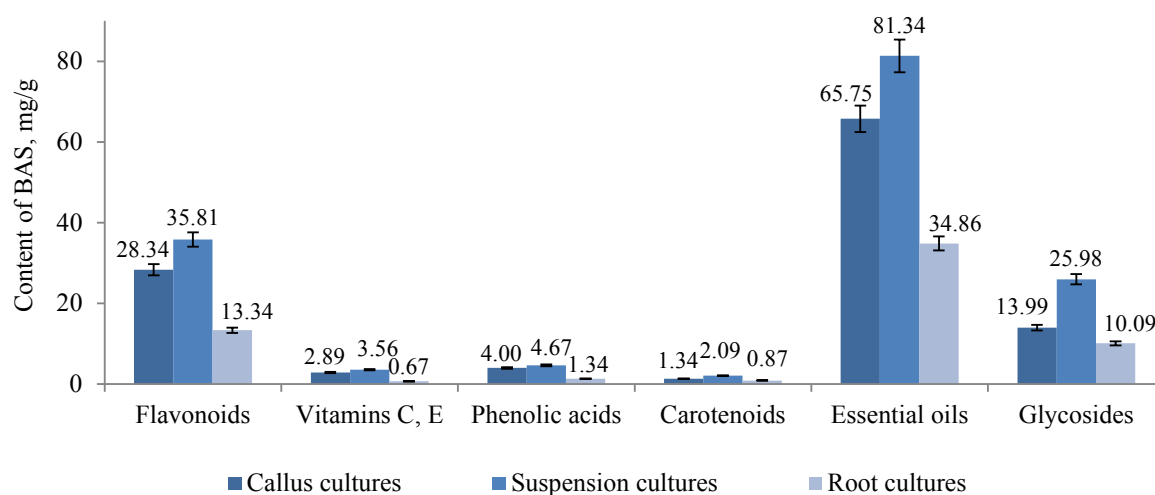 Content of BAS, mg/g
80
60
40
20
0
28.34
35.81
13.34
2.89
3.56
0.67
4.00
4.67
1.34
1.34
2.09
0.87
65.75
81.34
34.86
13.99
25.98
10.09
Flavonoids
Vitamins C, E
Phenolic acids
Carotenoids
Essential oils
Glycosides
Callus cultures
Suspension cultures
Root cultures